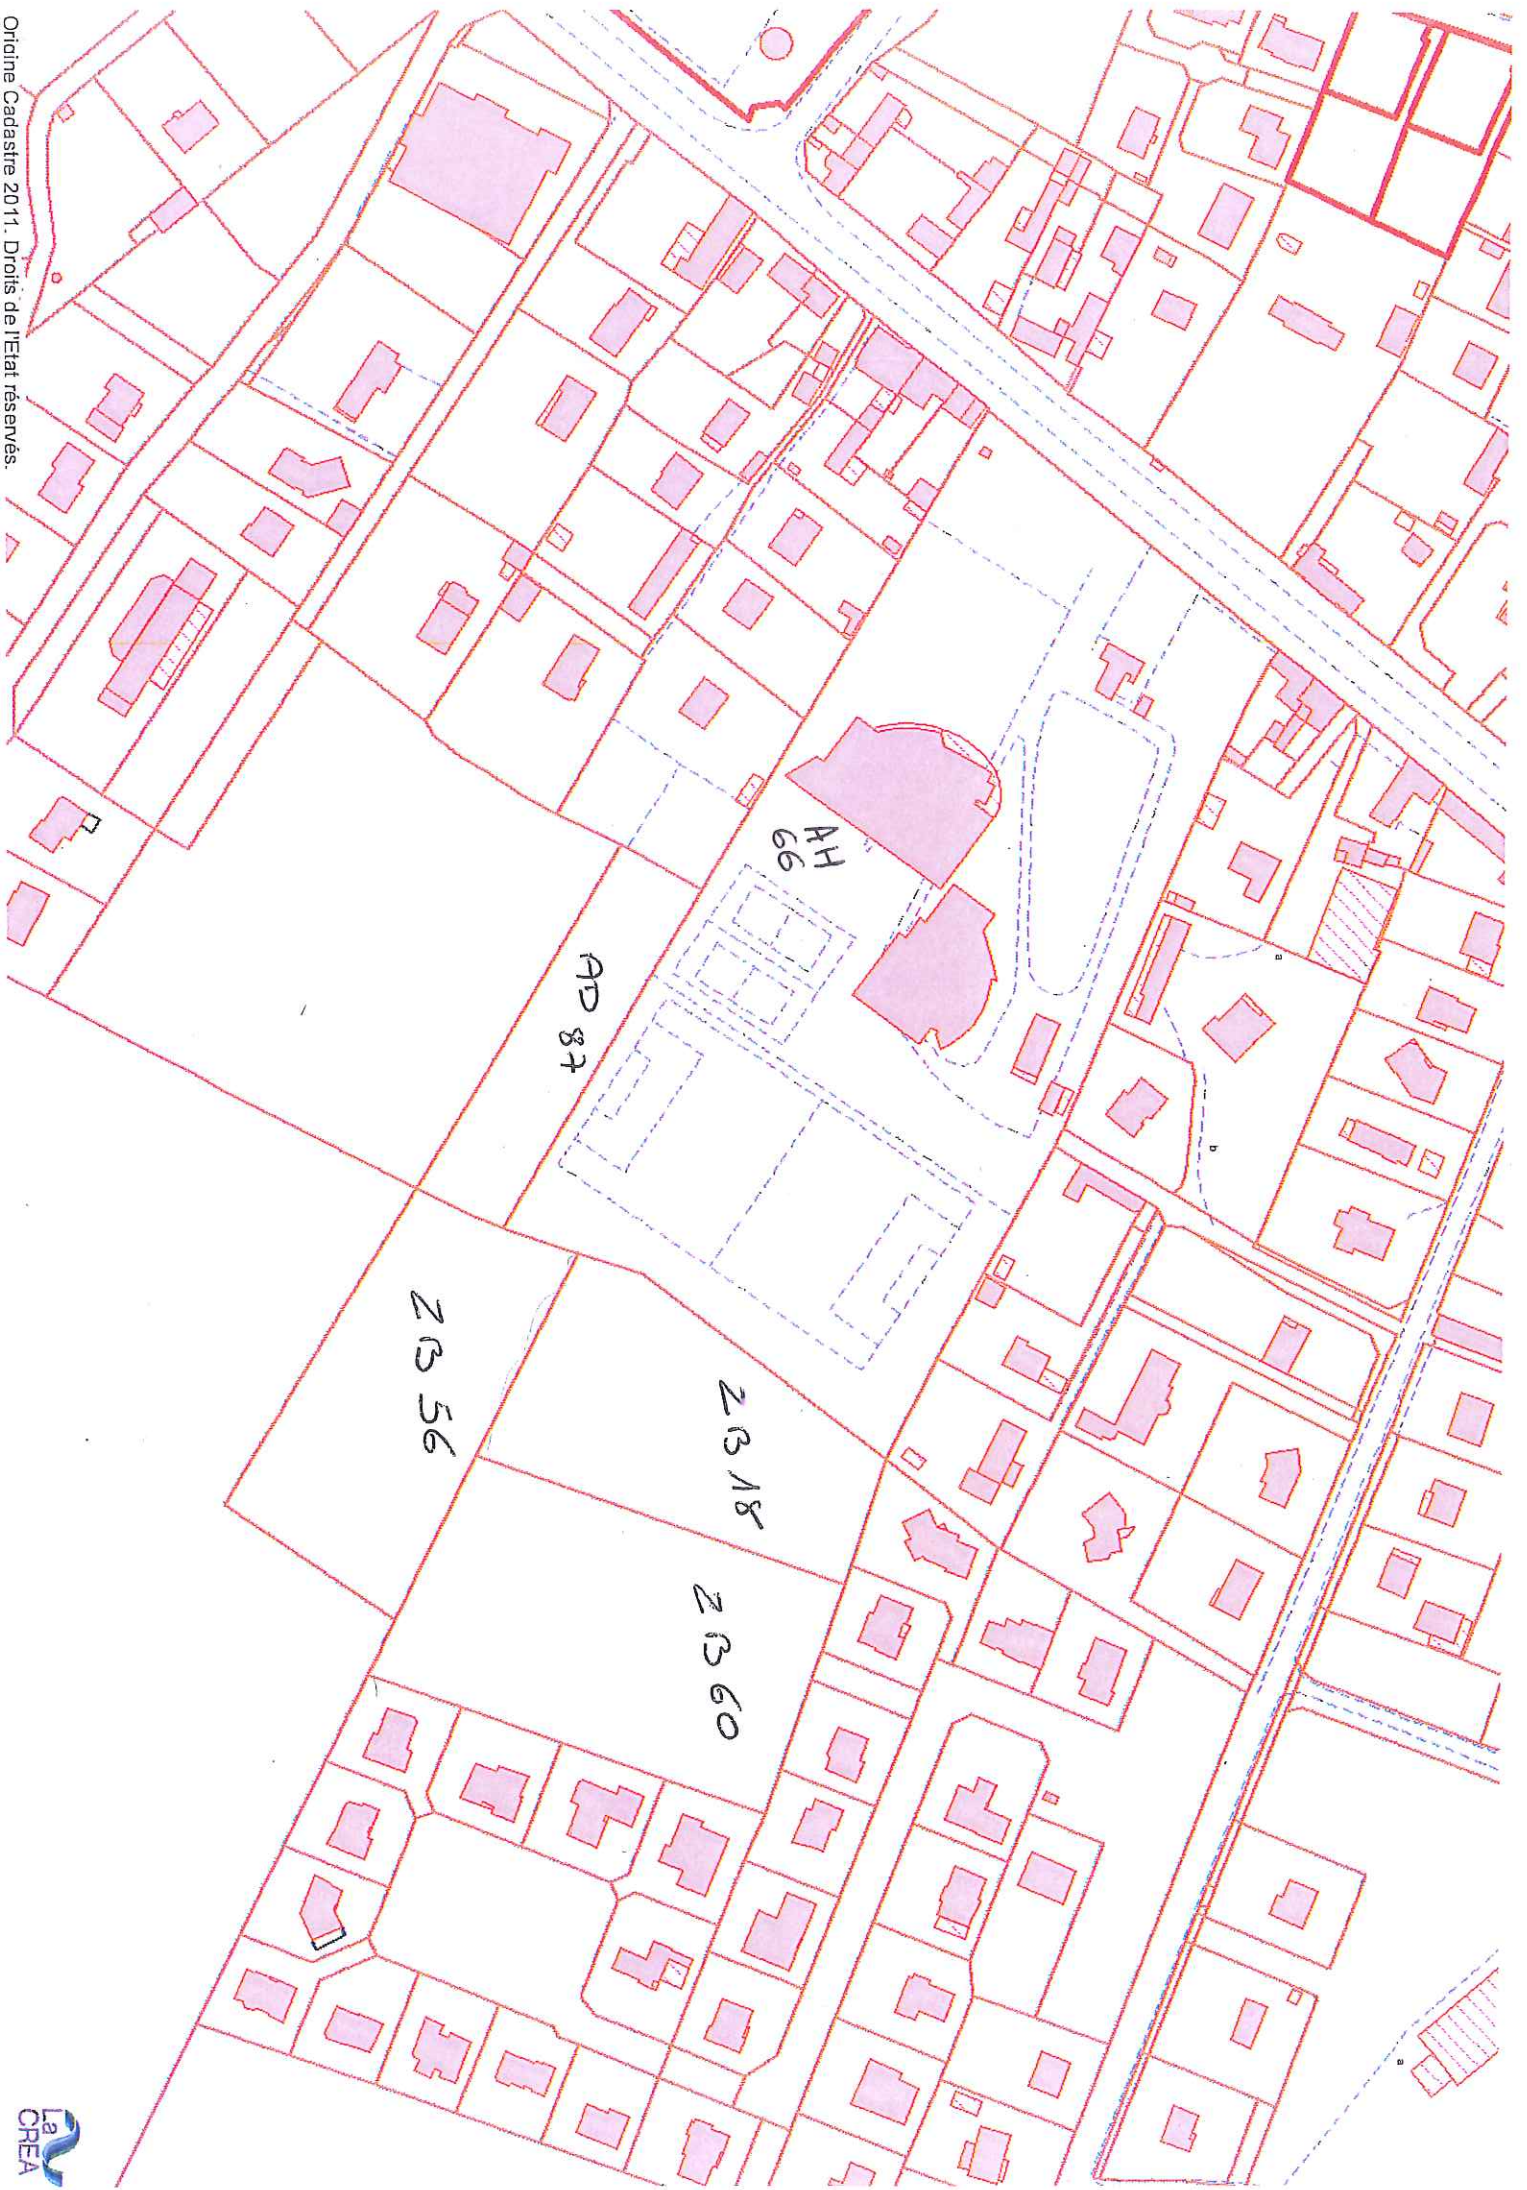 AH
66
AD 87
ZB 56
ZB 18
ZB 60
a
b
a
Origine Cadastre 2011. Droits de l'Etat réservés.
La
CREA